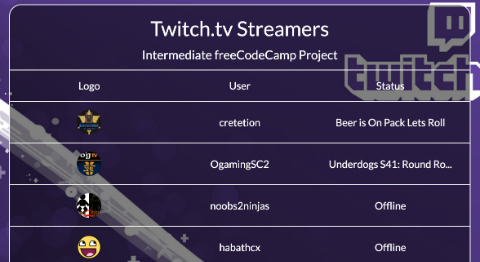 Twitch.tv Streamers
Intermediate freeCodeCamp Project
twitch
Logo User Status
cretetion Beer is On Pack Lets Roll
OgamingSC2 Underdogs S41: Round Ro...
noobs2ninjas Offline
habathcx Offline